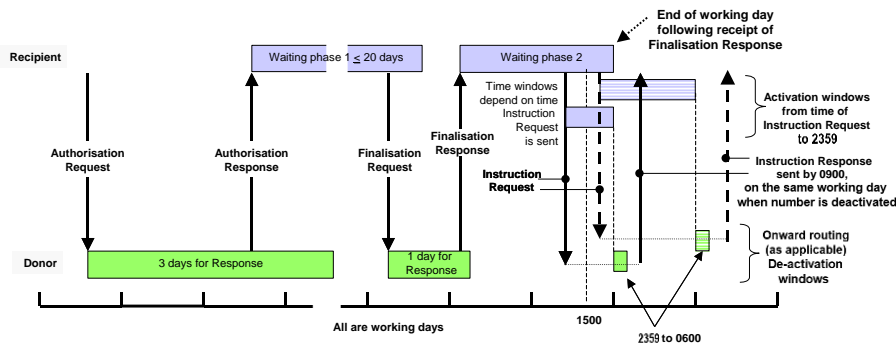 End of working day
following receipt of
Finalisation Response
Recipient
Waiting phase 1 < 20 days
Waiting phase 2
Time windows
depend on time
Instruction
Request
is sent
Activation windows
from time of
Instruction Request
to 2359
Authorisation
Request
Authorisation
Response
Finalisation
Request
Finalisation
Response
Instruction
Request
Instruction Response
sent by 0900,
on the same working day
when number is deactivated
Donor
3 days for Response
1 day for
Response
Onward routing
(as applicable)
De-activation
windows
All are working days
1500
2359 to 0600